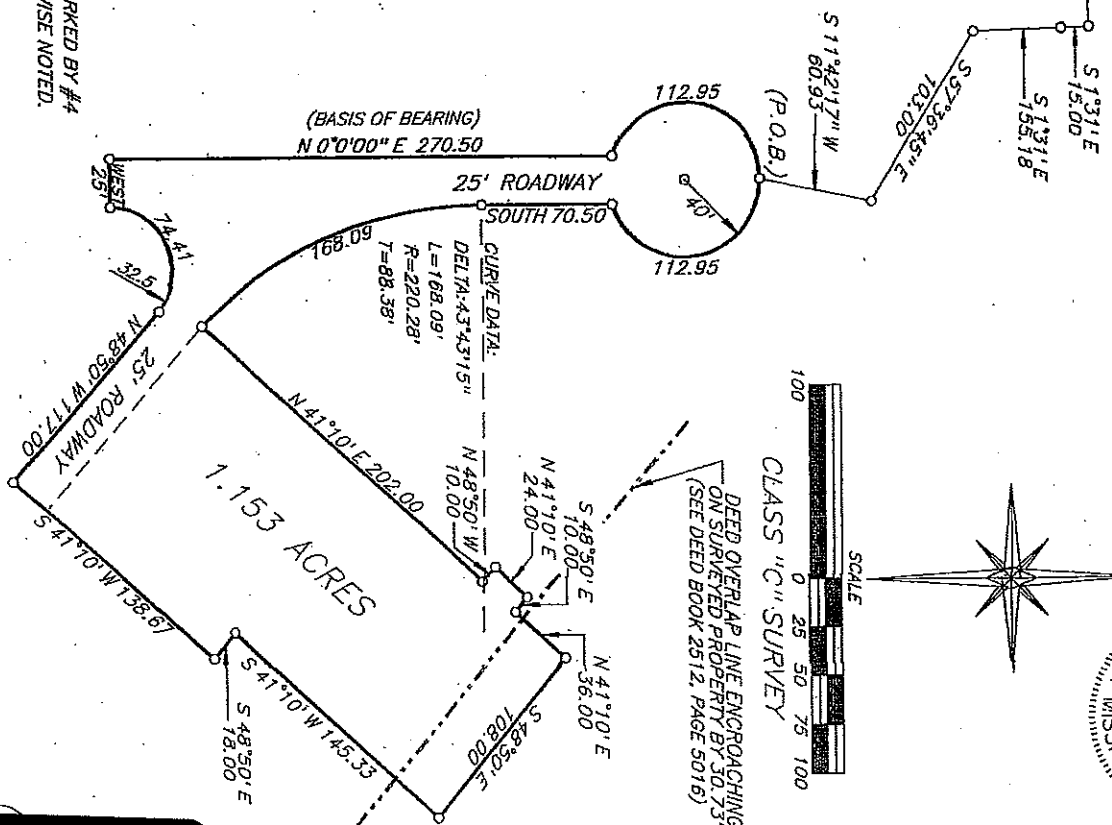 S 1°31' E
15.00
S 1°31' E
155.18
S 57°36'45" E
103.00
S 11°42'17" W
60.93
(P.O.B.)
112.95
40'
112.95
(BASIS OF BEARING)
N 0°0'00" E 270.50
25' ROADWAY
SOUTH 70.50
WEST
25'
74.41
32.5
168.09
CURVE DATA:
DELTA:43°43'15"
L=168.09'
R=220.28'
T=88.38'
N 48°50' W 117.00
25' ROADWAY
N 41°10' E 202.00
1.153 ACRES
N 48°50' W
10.00
N 41°10' E
24.00
S 48°50' E
10.00
N 41°10' E
36.00
S 48°50' E
108.00
S 41°10' W 145.33
S 48°50' E
18.00
S 41°10' W 138.67
DEED OVERLAP LINE ENCROACHING
ON SURVEYED PROPERTY BY 30.73'
(SEE DEED BOOK 2512, PAGE 5016)
CLASS "C" SURVEY
SCALE
100 0 25 50 75 100
RKED BY #4
WISE NOTED.